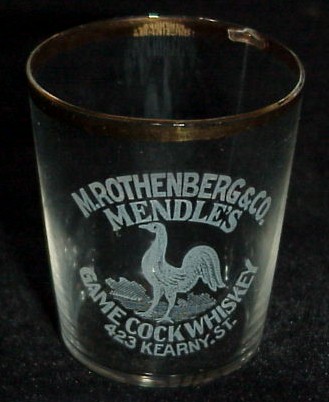 M. ROTHENBERG & CO.
MENDLE'S
GAME COCK WHISKEY
423 KEARNY. ST.